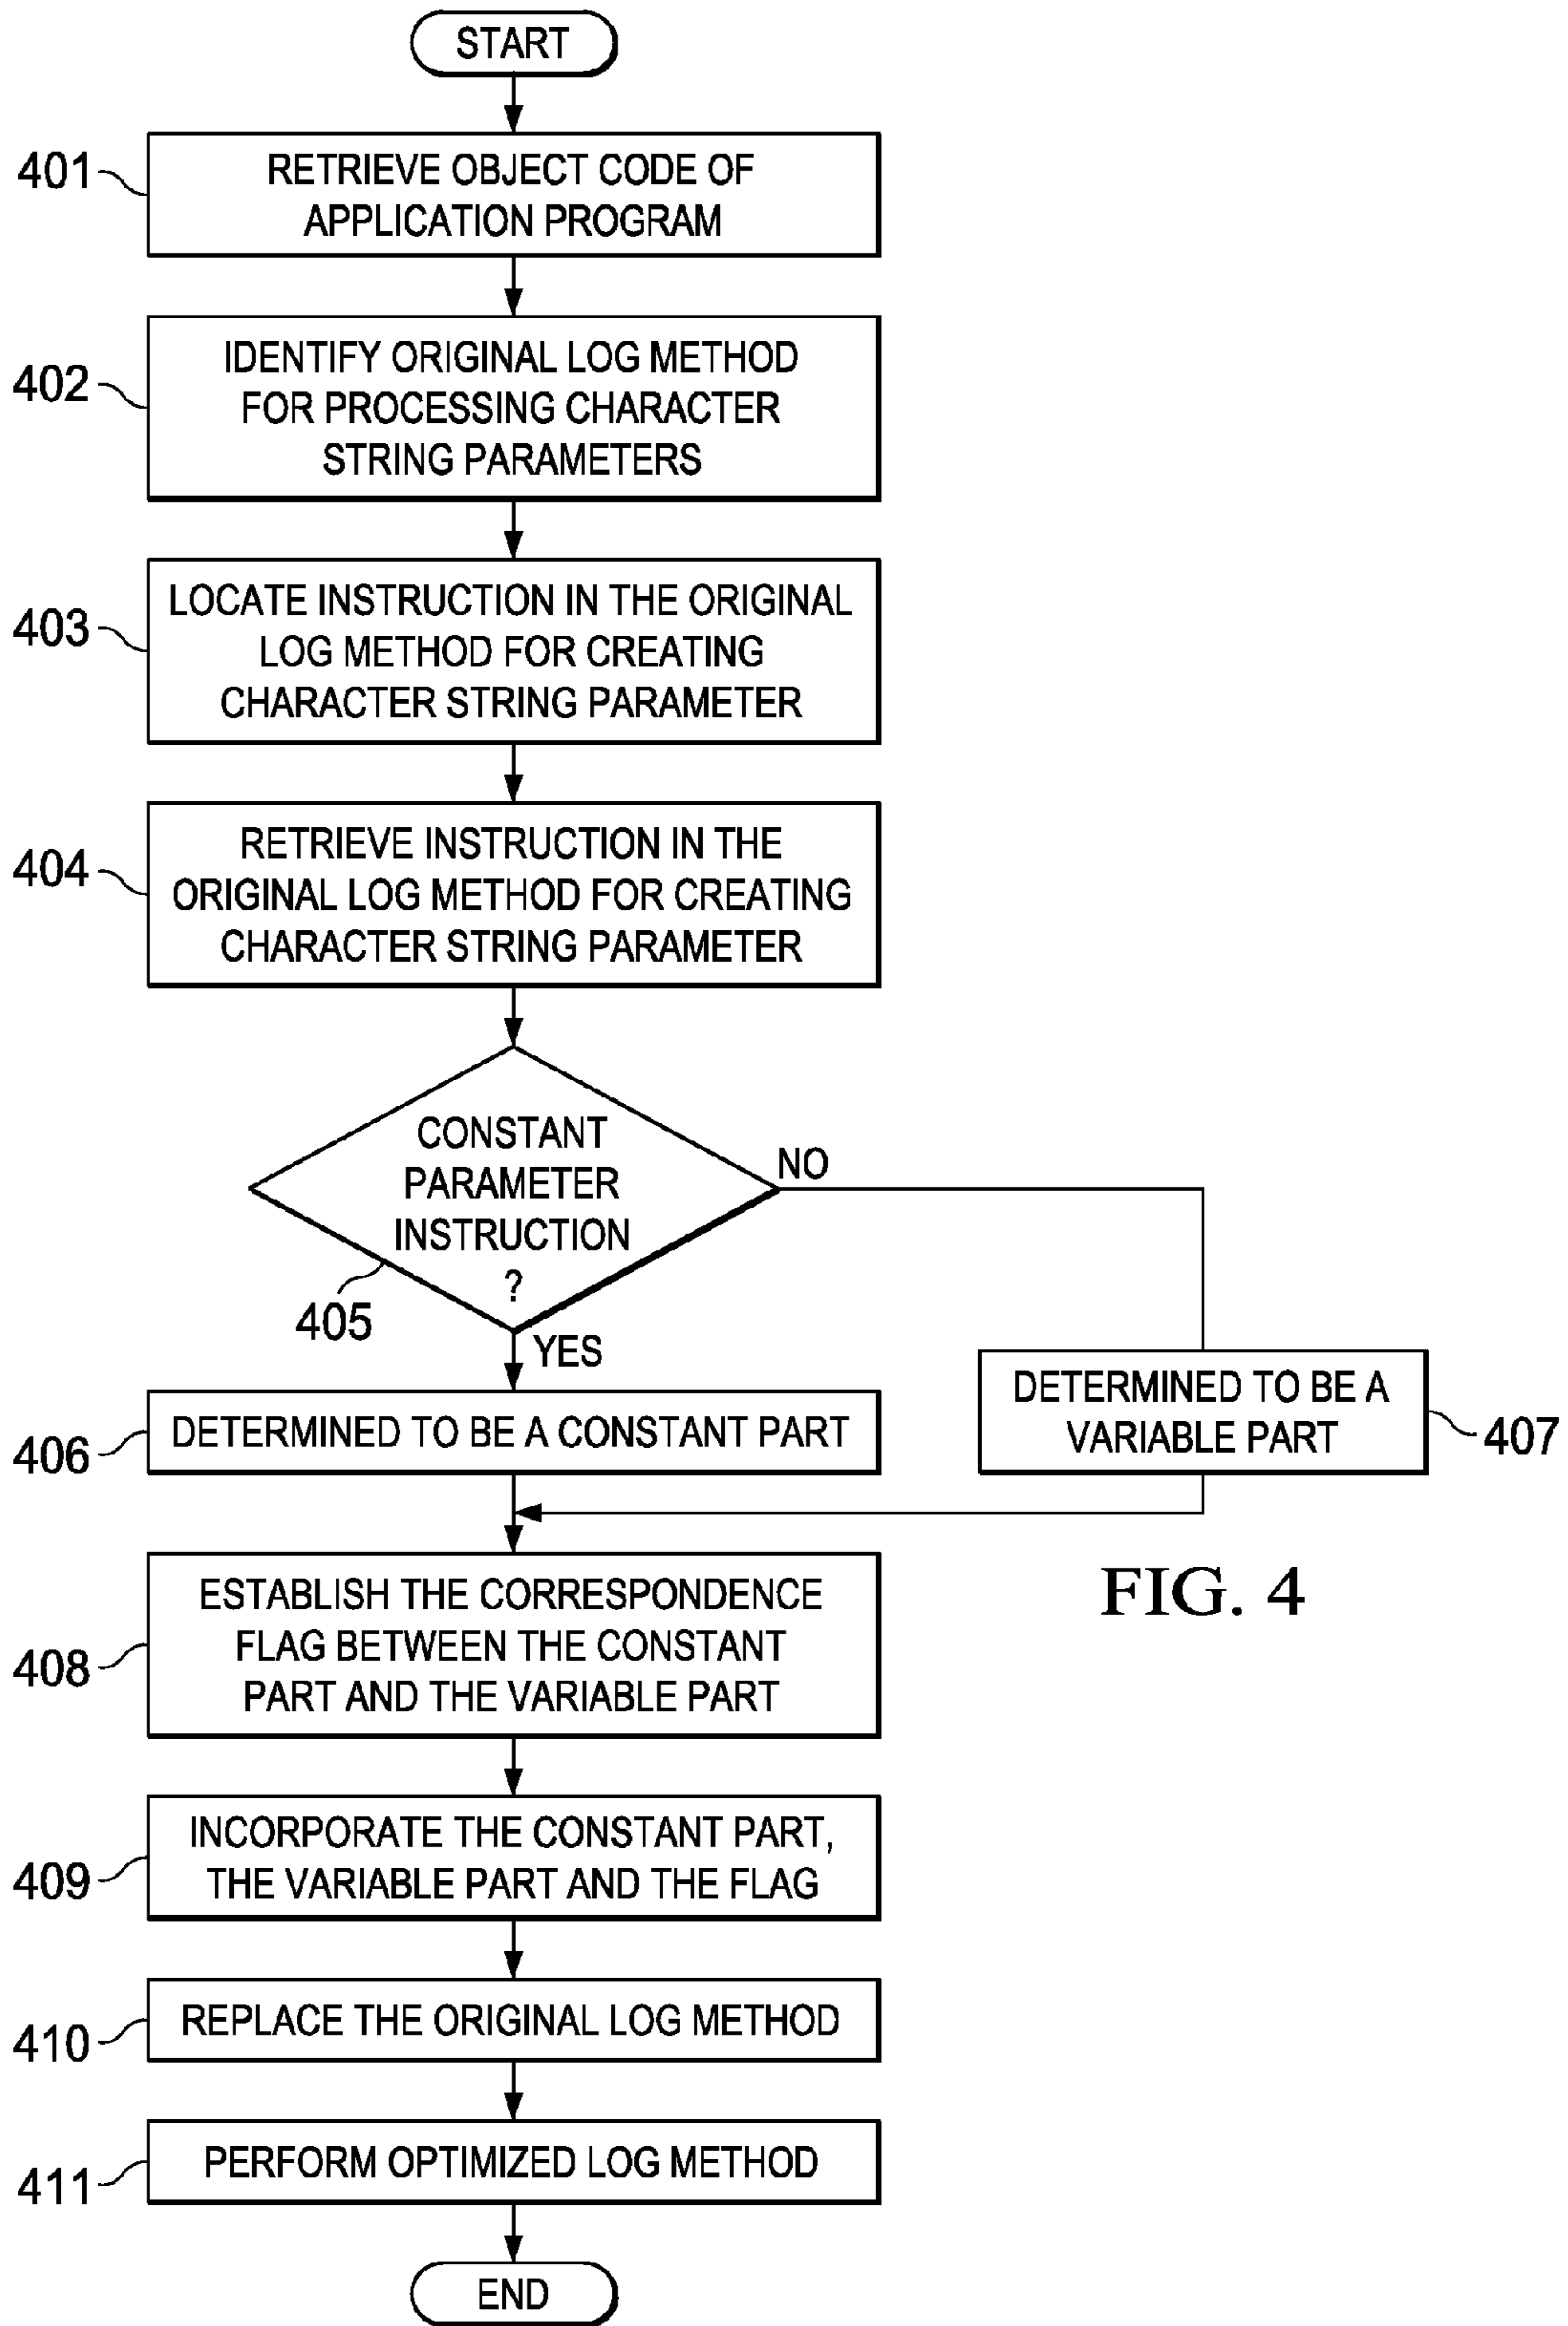 START
401
RETRIEVE OBJECT CODE OF
APPLICATION PROGRAM
402
IDENTIFY ORIGINAL LOG METHOD
FOR PROCESSING CHARACTER
STRING PARAMETERS
403
LOCATE INSTRUCTION IN THE ORIGINAL
LOG METHOD FOR CREATING
CHARACTER STRING PARAMETER
404
RETRIEVE INSTRUCTION IN THE
ORIGINAL LOG METHOD FOR CREATING
CHARACTER STRING PARAMETER
CONSTANT
PARAMETER
INSTRUCTION
?
405
NO
YES
406
DETERMINED TO BE A CONSTANT PART
DETERMINED TO BE A
VARIABLE PART
407
408
ESTABLISH THE CORRESPONDENCE
FLAG BETWEEN THE CONSTANT
PART AND THE VARIABLE PART
FIG. 4
409
INCORPORATE THE CONSTANT PART,
THE VARIABLE PART AND THE FLAG
410
REPLACE THE ORIGINAL LOG METHOD
411
PERFORM OPTIMIZED LOG METHOD
END